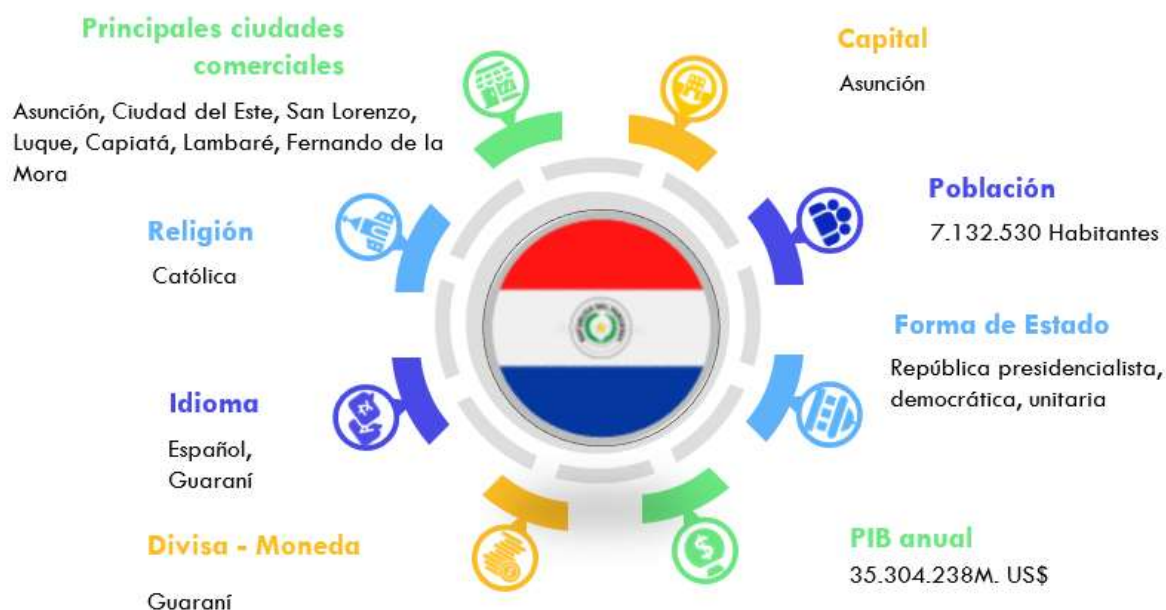 Principales ciudades
comerciales
Asunción, Ciudad del Este, San Lorenzo,
Luque, Capiatá, Lambaré, Fernando de la
Mora
Capital
Asunción
Religión
Católica
Población
7.132.530 Habitantes
Forma de Estado
República presidencialista,
democrática, unitaria
Idioma
Español,
Guaraní
Divisa - Moneda
Guaraní
PIB anual
35.304.238M. US$